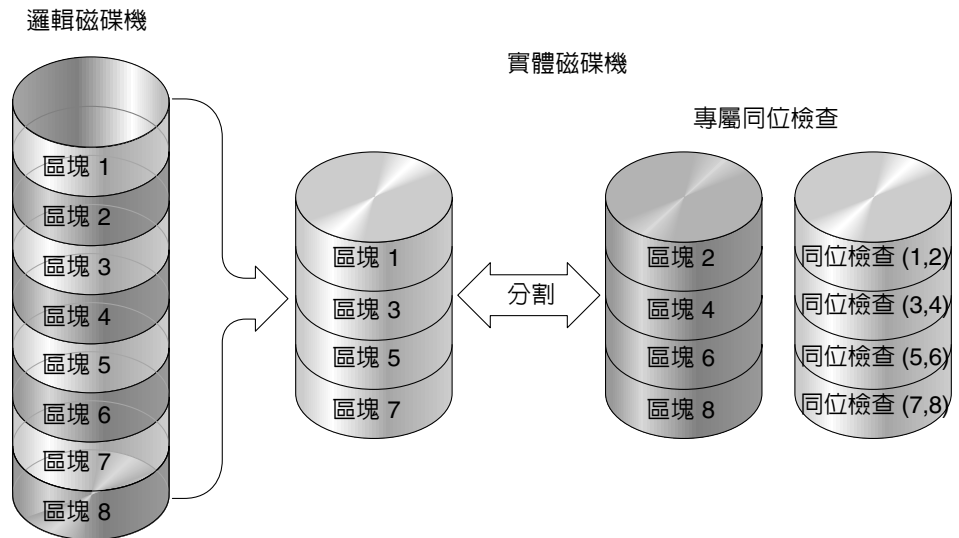 邏輯磁碟機
實體磁碟機
專屬同位檢查
區塊 1
區塊 2
區塊 3
區塊 4
區塊 5
區塊 6
區塊 7
區塊 8
區塊 1
區塊 3
區塊 5
區塊 7
分割
區塊 2
區塊 4
區塊 6
區塊 8
同位檢查 (1,2)
同位檢查 (3,4)
同位檢查 (5,6)
同位檢查 (7,8)